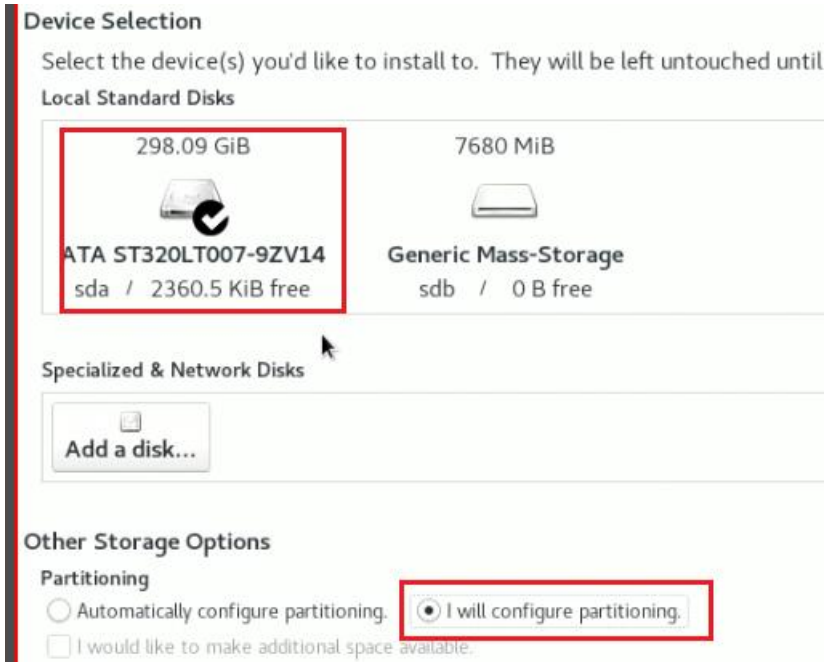 Device Selection
Select the device(s) you'd like to install to. They will be left untouched until
Local Standard Disks
298.09 GiB
7680 MiB
ATA ST320LT007-9ZV14
Generic Mass-Storage
sda / 2360.5 KiB free
sdb / 0 B free
Specialized & Network Disks
Add a disk...
Other Storage Options
Partitioning
Automatically configure partitioning.
I will configure partitioning.
I would like to make additional space available.